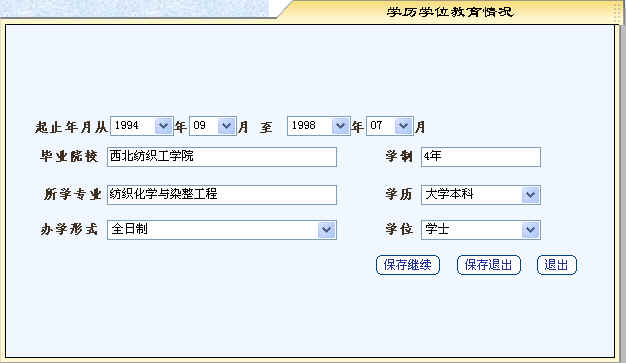 学历学位教育情况
起止年月从 1994 年 09 月 至 1998 年 07 月
毕业院校 西北纺织工学院 学制 4年
所学专业 纺织化学与染整工程 学历 大学本科
办学形式 全日制 学位 学士
保存继续 保存退出 退出